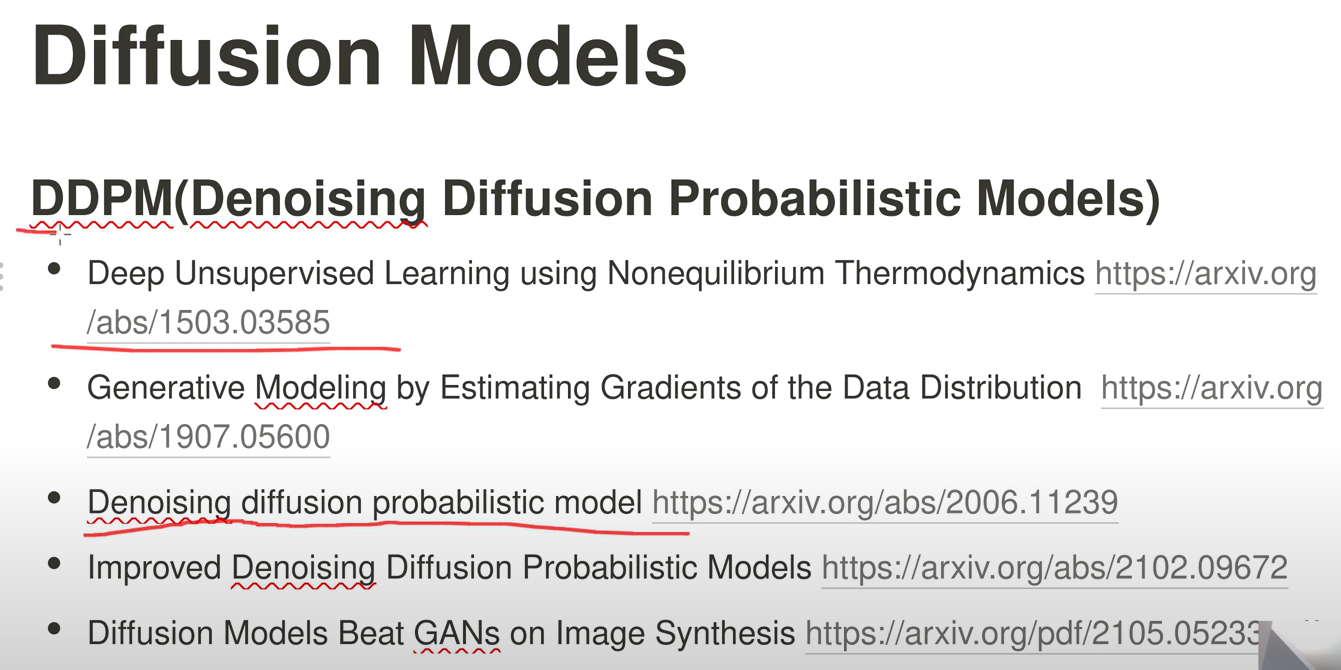 Diffusion Models
DDPM(Denoising Diffusion Probabilistic Models)
• Deep Unsupervised Learning using Nonequilibrium Thermodynamics https://arxiv.org
/abs/1503.03585
• Generative Modeling by Estimating Gradients of the Data Distribution https://arxiv.org
/abs/1907.05600
• Denoising diffusion probabilistic model https://arxiv.org/abs/2006.11239
• Improved Denoising Diffusion Probabilistic Models https://arxiv.org/abs/2102.09672
• Diffusion Models Beat GANs on Image Synthesis https://arxiv.org/pdf/2105.05233